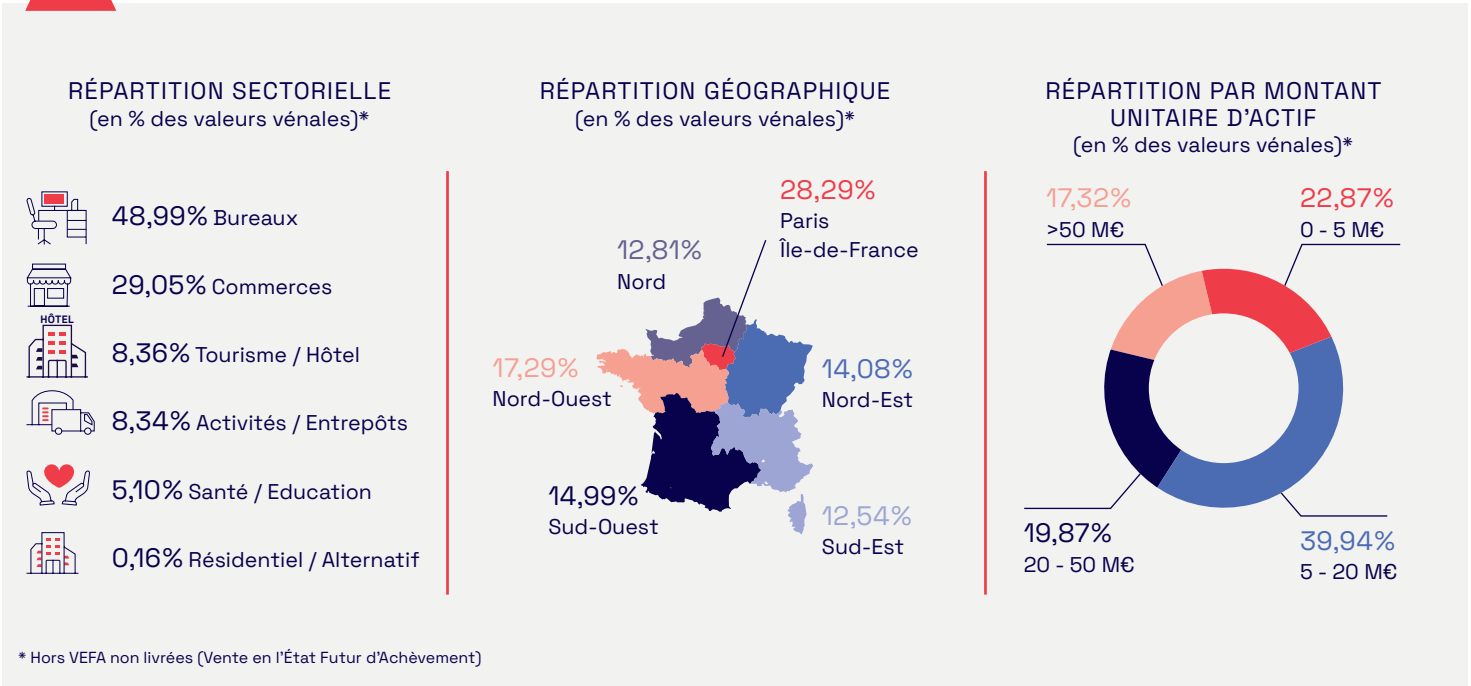 RÉPARTITION SECTORIELLE
(en % des valeurs vénales)*
48,99% Bureaux
29,05% Commerces
HÔTEL
8,36% Tourisme / Hôtel
8,34% Activités / Entrepôts
5,10% Santé / Education
0,16% Résidentiel / Alternatif
RÉPARTITION GÉOGRAPHIQUE
(en % des valeurs vénales)*
28,29%
Paris
Île-de-France
12,81%
Nord
17,29%
Nord-Ouest
14,08%
Nord-Est
14,99%
Sud-Ouest
12,54%
Sud-Est
RÉPARTITION PAR MONTANT
UNITAIRE D'ACTIF
(en % des valeurs vénales)*
17,32%
>50 M€
22,87%
0 - 5 M€
19,87%
20 - 50 M€
39,94%
5 - 20 M€
* Hors VEFA non livrées (Vente en l'État Futur d'Achèvement)